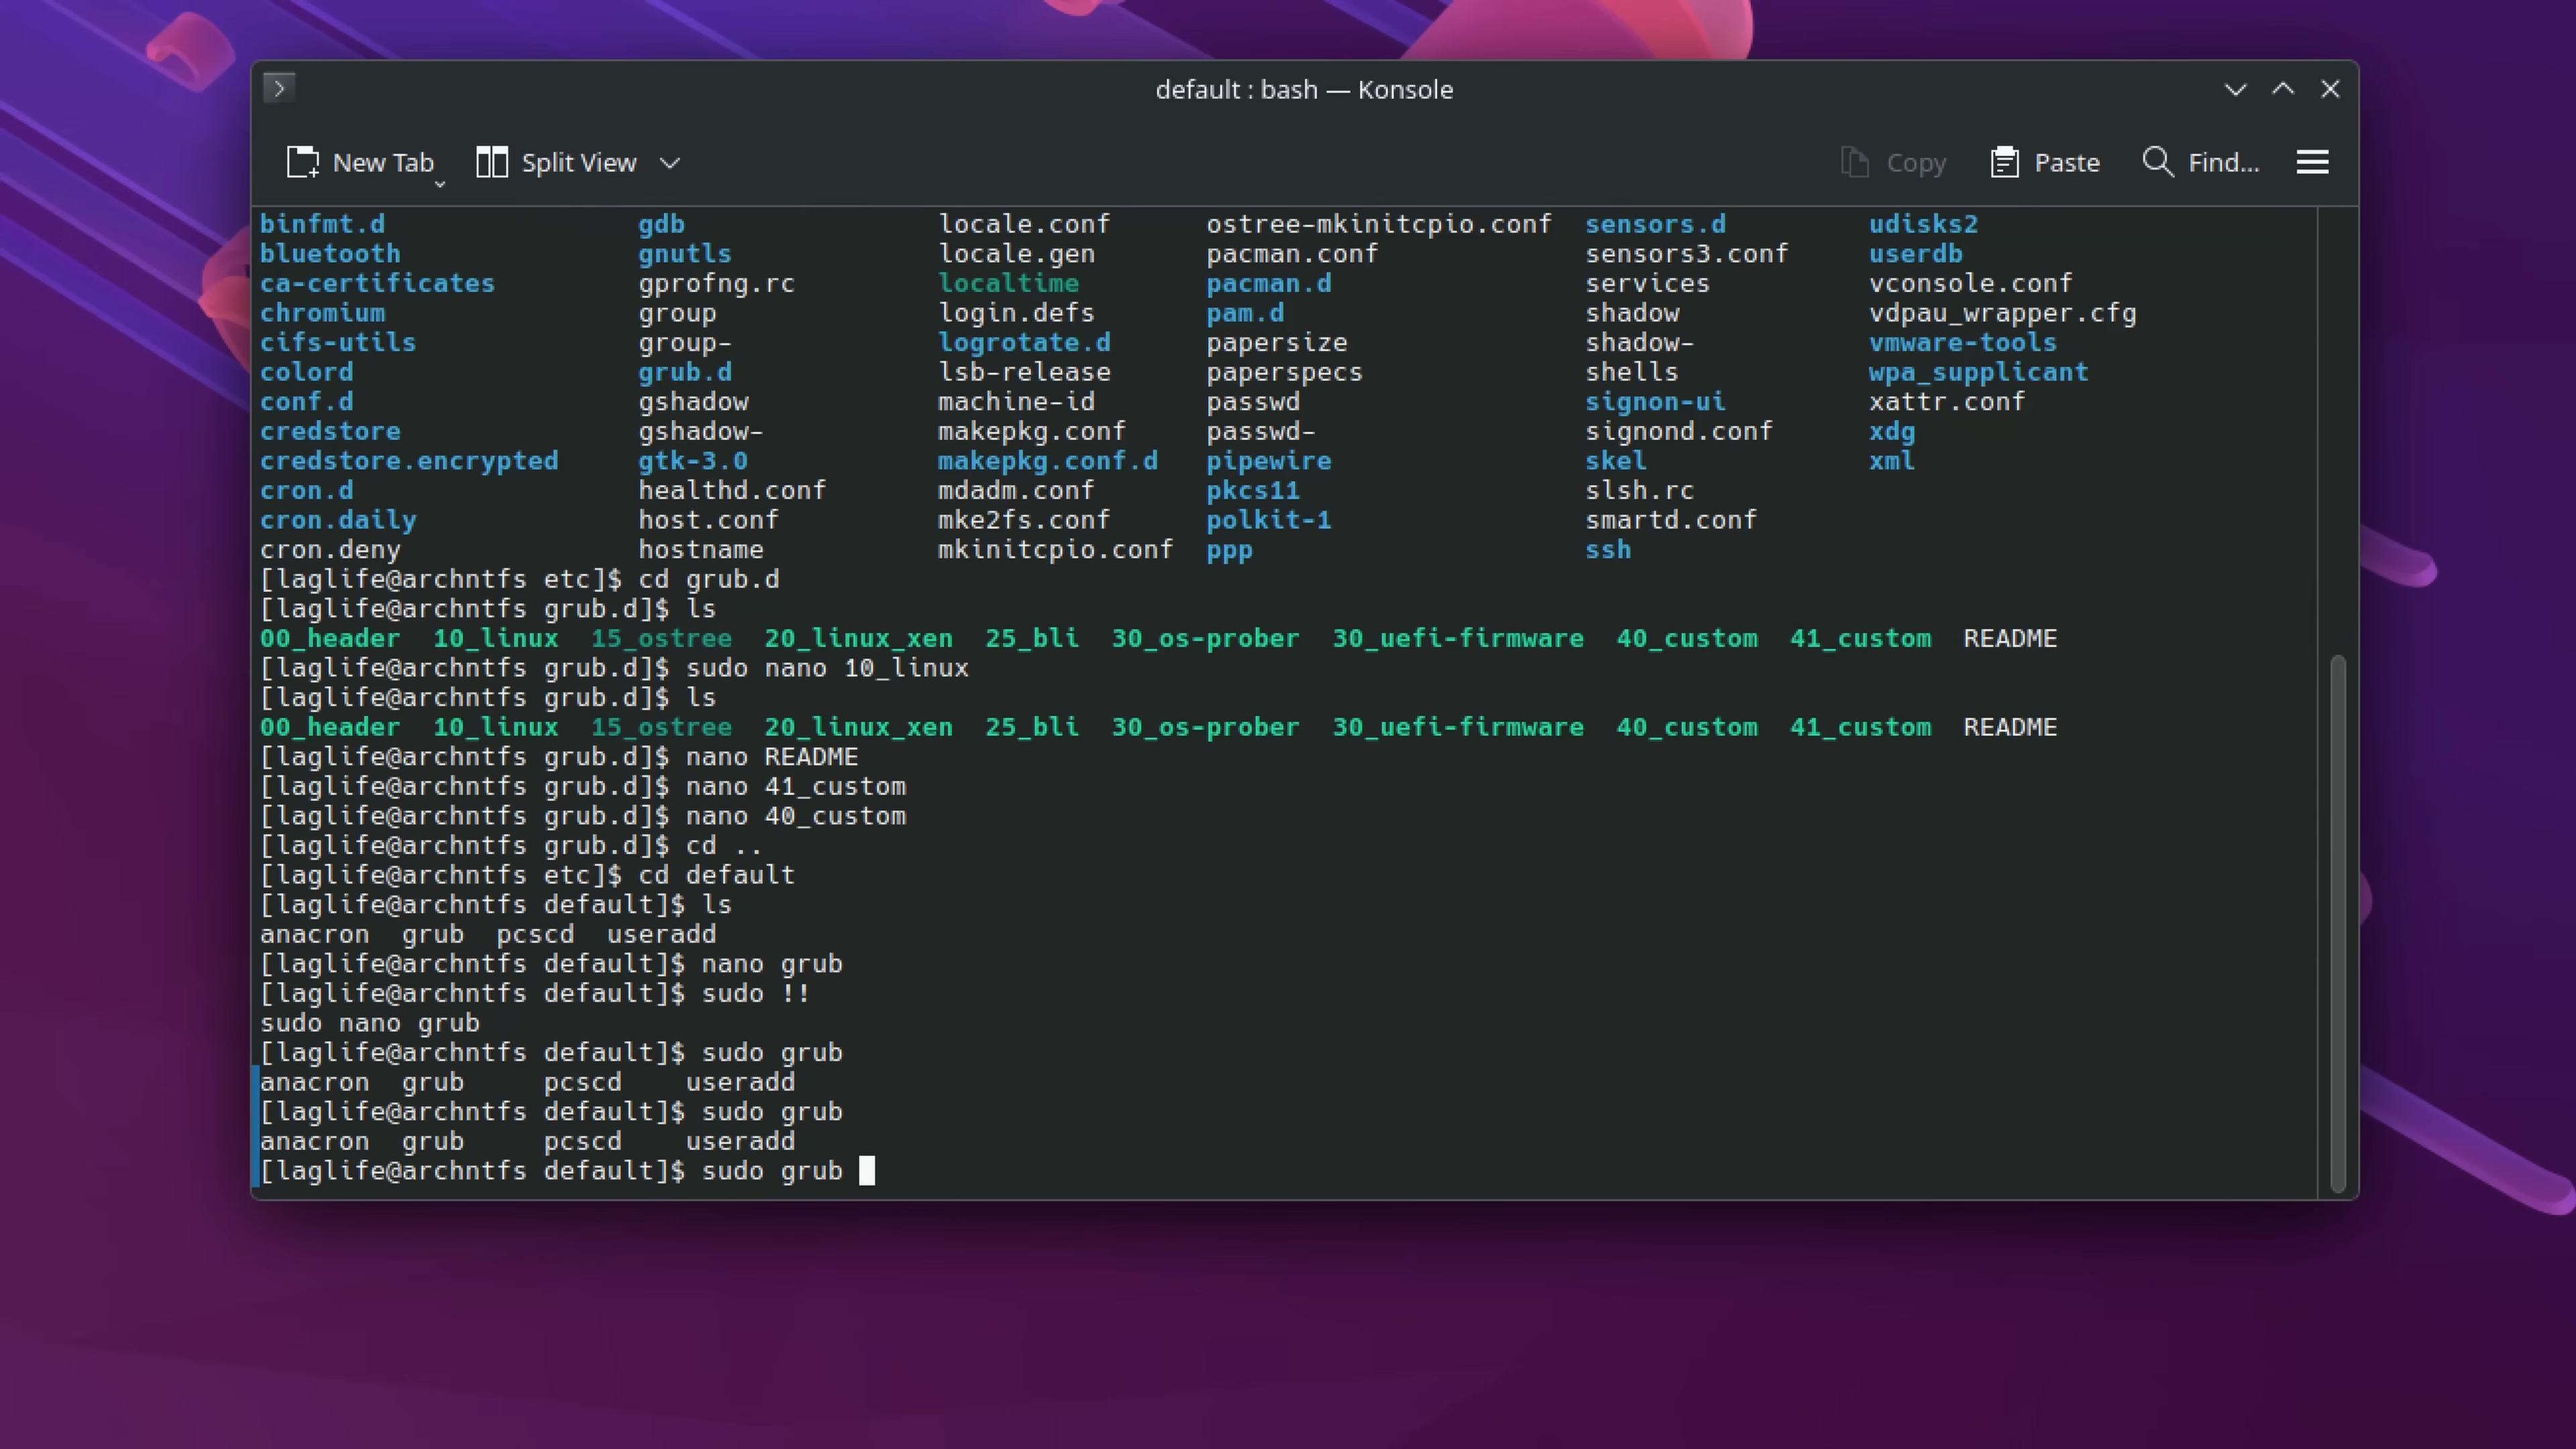 default : bash — Konsole
New Tab Split View Copy Paste Find...
binfmt.d gdb locale.conf ostree-mkinitcpio.conf sensors.d udisks2
bluetooth gnutls locale.gen pacman.conf sensors3.conf userdb
ca-certificates gprofng.rc localtime pacman.d services vconsole.conf
chromium group login.defs pam.d shadow vdpau_wrapper.cfg
cifs-utils group- logrotate.d papersize shadow- vmware-tools
colord grub.d lsb-release paperspecs shells wpa_supplicant
conf.d gshadow machine-id passwd signon-ui xattr.conf
credstore gshadow- makepkg.conf passwd- signond.conf xdg
credstore.encrypted gtk-3.0 makepkg.conf.d pipewire skel xml
cron.d healthd.conf mdadm.conf pkcs11 slsh.rc
cron.daily host.conf mke2fs.conf polkit-1 smartd.conf
cron.deny hostname mkinitcpio.conf ppp ssh
[laglife@archntfs etc]$ cd grub.d
[laglife@archntfs grub.d]$ ls
00_header 10_linux 15_ostree 20_linux_xen 25_bli 30_os-prober 30_uefi-firmware 40_custom 41_custom README
[laglife@archntfs grub.d]$ sudo nano 10_linux
[laglife@archntfs grub.d]$ ls
00_header 10_linux 15_ostree 20_linux_xen 25_bli 30_os-prober 30_uefi-firmware 40_custom 41_custom README
[laglife@archntfs grub.d]$ nano README
[laglife@archntfs grub.d]$ nano 41_custom
[laglife@archntfs grub.d]$ nano 40_custom
[laglife@archntfs grub.d]$ cd ..
[laglife@archntfs etc]$ cd default
[laglife@archntfs default]$ ls
anacron grub pcscd useradd
[laglife@archntfs default]$ nano grub
[laglife@archntfs default]$ sudo !!
sudo nano grub
[laglife@archntfs default]$ sudo grub
anacron grub pcscd useradd
[laglife@archntfs default]$ sudo grub
anacron grub pcscd useradd
[laglife@archntfs default]$ sudo grub